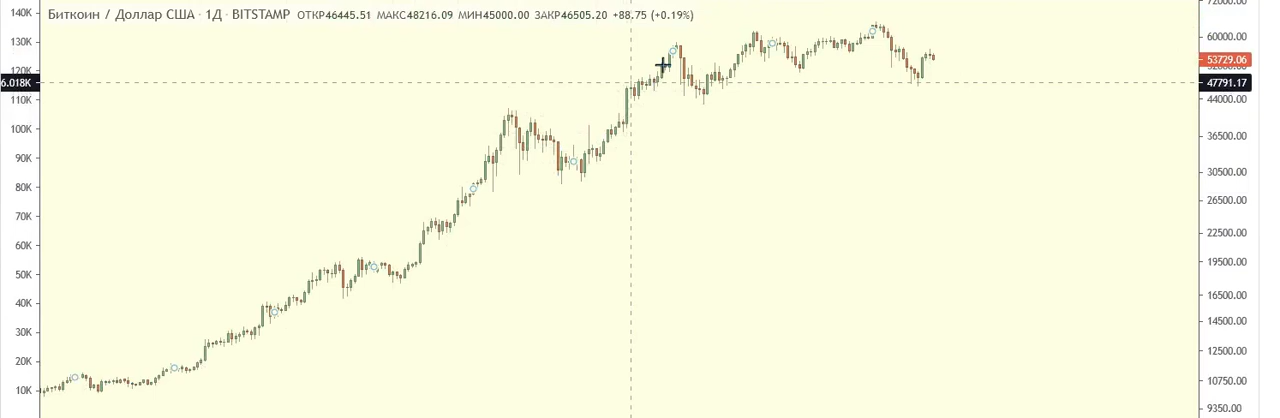 Биткоин / Доллар США · 1Д · BITSTAMP ОТКР46445.51 МАКС48216.09 МИН45000.00 ЗАКР46505.20 +88.75 (+0.19%)
140K
130K
120K
6.018K
110K
100K
90K
80K
70K
60K
50K
40K
30K
20K
10K
72000.00
60000.00
53729.06
47791.17
44000.00
36500.00
30500.00
26500.00
22500.00
19500.00
16500.00
14500.00
12500.00
10750.00
9350.00